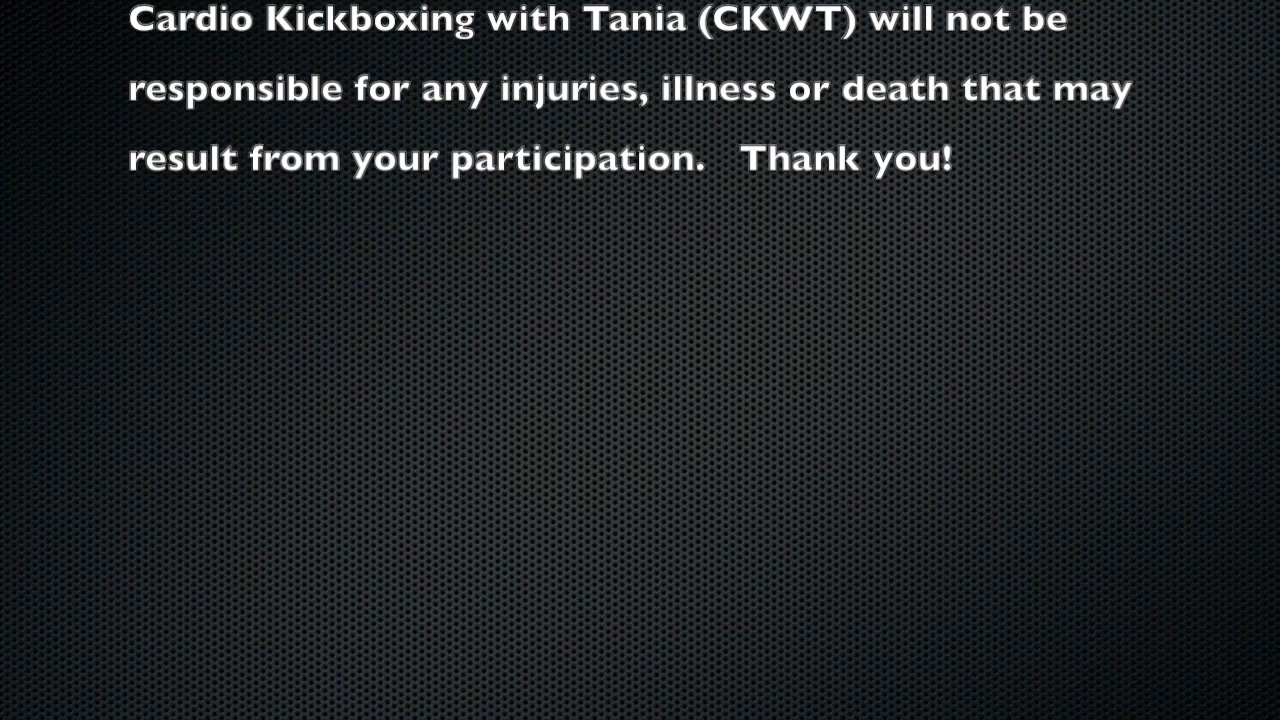 Cardio Kickboxing with Tania (CKWT) will not be
responsible for any injuries, illness or death that may
result from your participation.   Thank you!